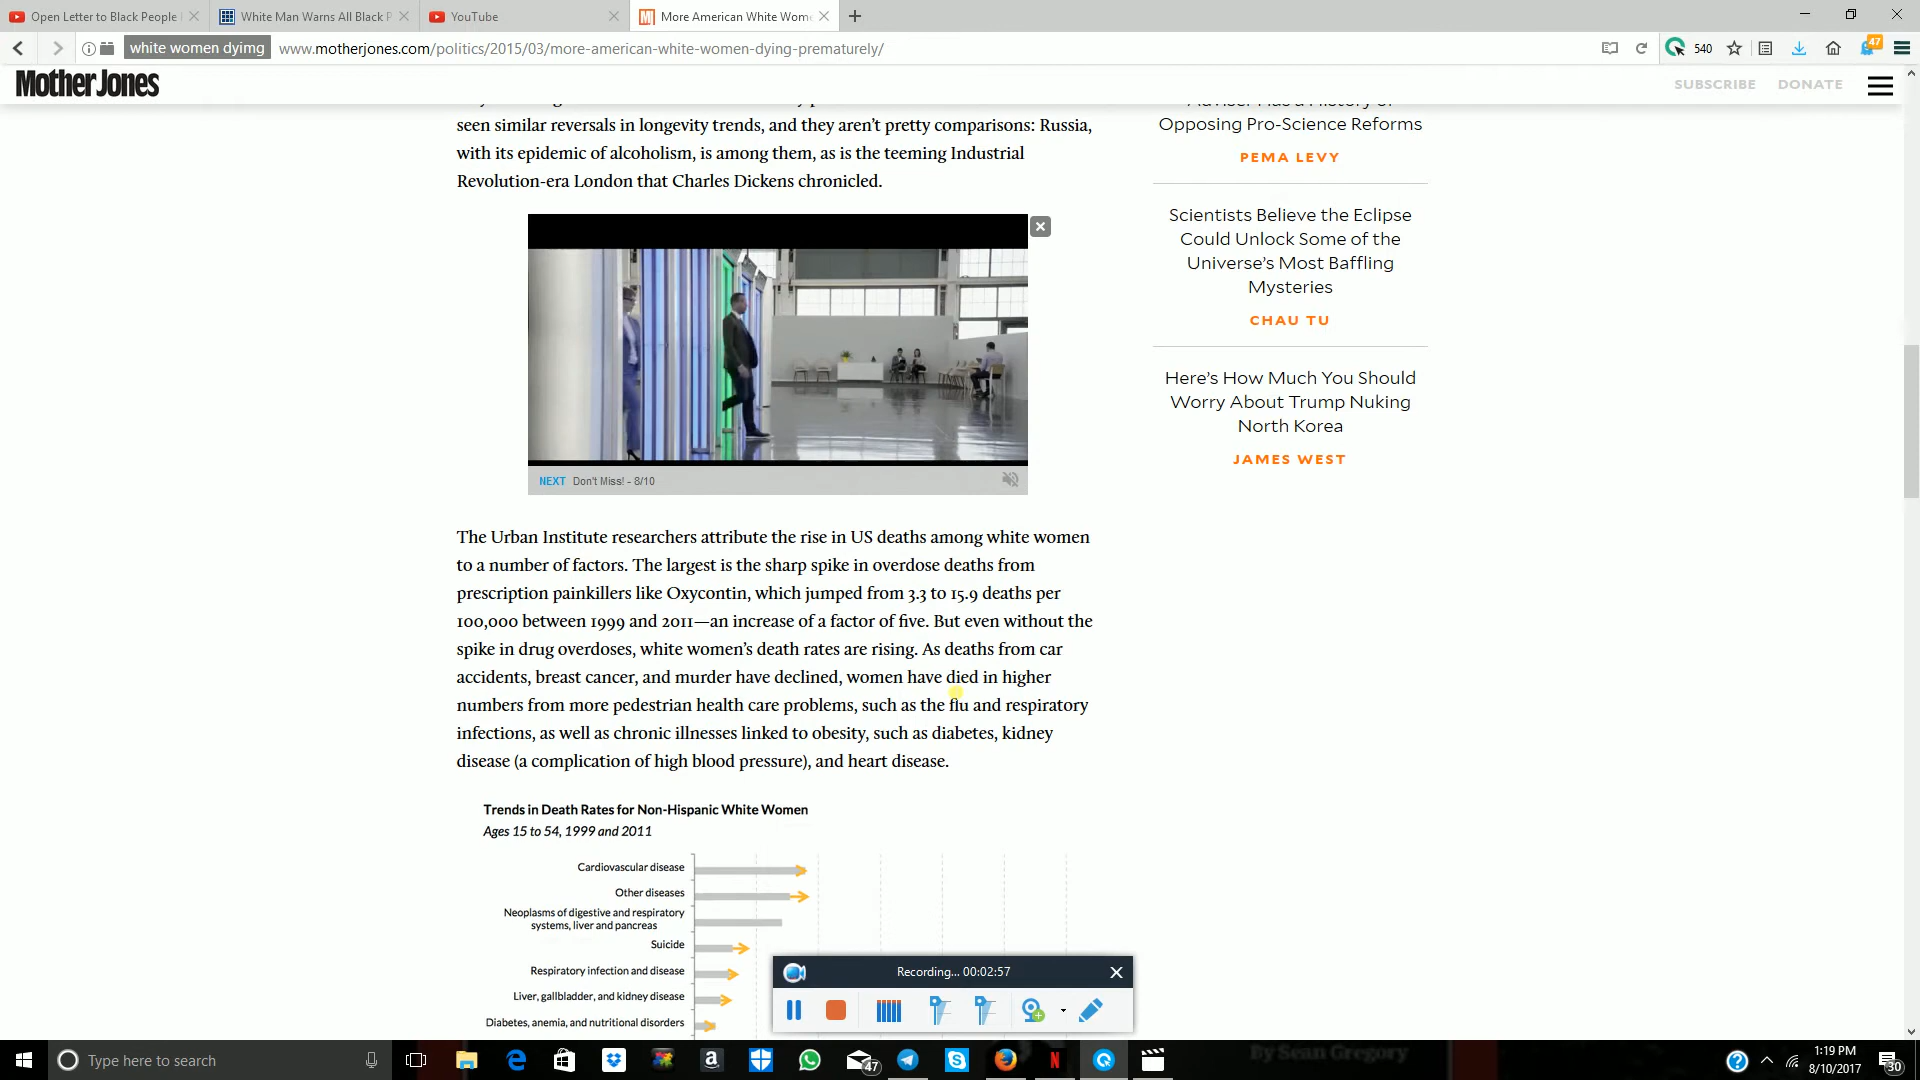 Open Letter to Black People
White Man Warns All Black P
YouTube
More American White Wom
white women dyimg
www.motherjones.com/politics/2015/03/more-american-white-women-dying-prematurely/
540
47
Mother Jones
SUBSCRIBE
DONATE
seen similar reversals in longevity trends, and they aren't pretty comparisons: Russia,
with its epidemic of alcoholism, is among them, as is the teeming Industrial
Revolution-era London that Charles Dickens chronicled.
NEXT Don't Miss! - 8/10
The Urban Institute researchers attribute the rise in US deaths among white women
to a number of factors. The largest is the sharp spike in overdose deaths from
prescription painkillers like Oxycontin, which jumped from 3.3 to 15.9 deaths per
100,000 between 1999 and 2011—an increase of a factor of five. But even without the
spike in drug overdoses, white women's death rates are rising. As deaths from car
accidents, breast cancer, and murder have declined, women have died in higher
numbers from more pedestrian health care problems, such as the flu and respiratory
infections, as well as chronic illnesses linked to obesity, such as diabetes, kidney
disease (a complication of high blood pressure), and heart disease.
Trends in Death Rates for Non-Hispanic White Women
Ages 15 to 54, 1999 and 2011
Cardiovascular disease
Other diseases
Neoplasms of digestive and respiratory
systems, liver and pancreas
Suicide
Respiratory infection and disease
Liver, gallbladder, and kidney disease
Diabetes, anemia, and nutritional disorders
Adviser Has a History of
Opposing Pro-Science Reforms
PEMA LEVY
Scientists Believe the Eclipse
Could Unlock Some of the
Universe's Most Baffling
Mysteries
CHAU TU
Here's How Much You Should
Worry About Trump Nuking
North Korea
JAMES WEST
Recording... 00:02:57
Type here to search
47
By Sean Gregory
1:19 PM
8/10/2017
30